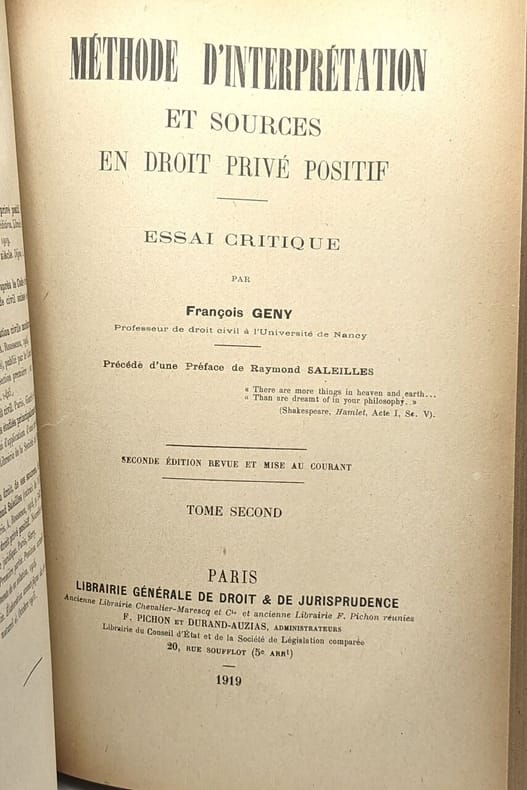 MÉTHODE D'INTERPRÉTATION
ET SOURCES
EN DROIT PRIVÉ POSITIF
ESSAI CRITIQUE
PAR
François GENY
Professeur de droit civil à l'Université de Nancy
Précédé d'une Préface de Raymond SALEILLES
« There are more things in heaven and earth...
« Than are dreamt of in your philosophy. »
(Shakespeare, Hamlet, Acte I, Sc. V).
SECONDE ÉDITION REVUE ET MISE AU COURANT
TOME SECOND
PARIS
LIBRAIRIE GÉNÉRALE DE DROIT & DE JURISPRUDENCE
Ancienne Librairie Chevalier-Marescq et Cie et ancienne Librairie F. Pichon réunies
F. PICHON ET DURAND-AUZIAS, ADMINISTRATEURS
Librairie du Conseil d'État et de la Société de Législation comparée
20, RUE SOUFFLOT (5e ARRt)
1919